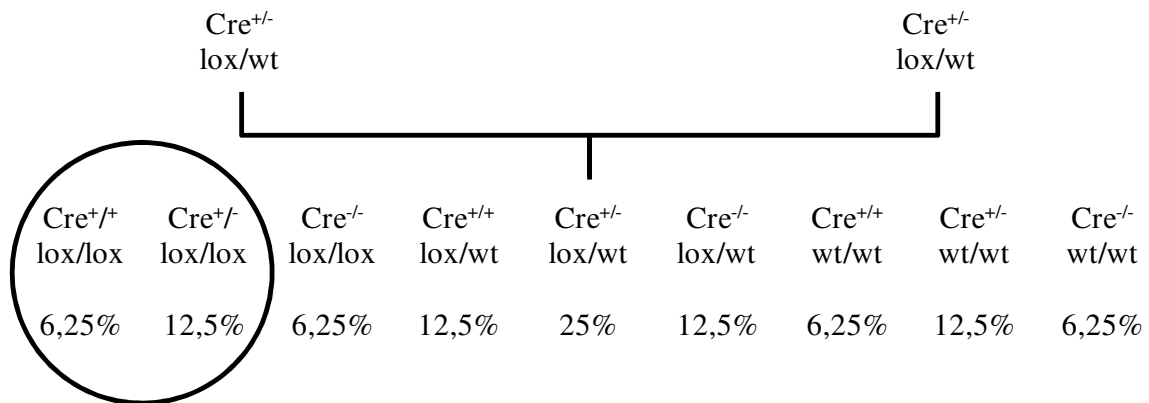 Cre+/- Cre+/-
lox/wt lox/wt
Cre+/+ Cre+/- Cre-/- Cre+/+ Cre+/- Cre-/- Cre+/+ Cre+/- Cre-/-
lox/lox lox/lox lox/lox lox/wt lox/wt lox/wt wt/wt wt/wt wt/wt
6,25% 12,5% 6,25% 12,5% 25% 12,5% 6,25% 12,5% 6,25%